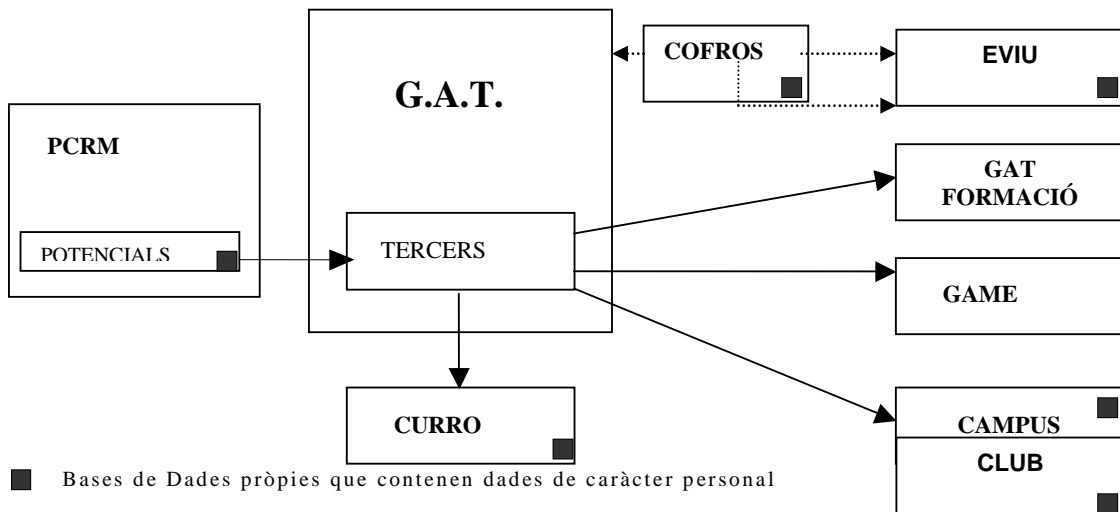 COFROS
EVIU
G.A.T.
PCRM
GAT
FORMACIÓ
POTENCIALS
TERCERS
GAME
CURRO
CAMPUS
CLUB
Bases de Dades pròpies que contenen dades de caràcter personal